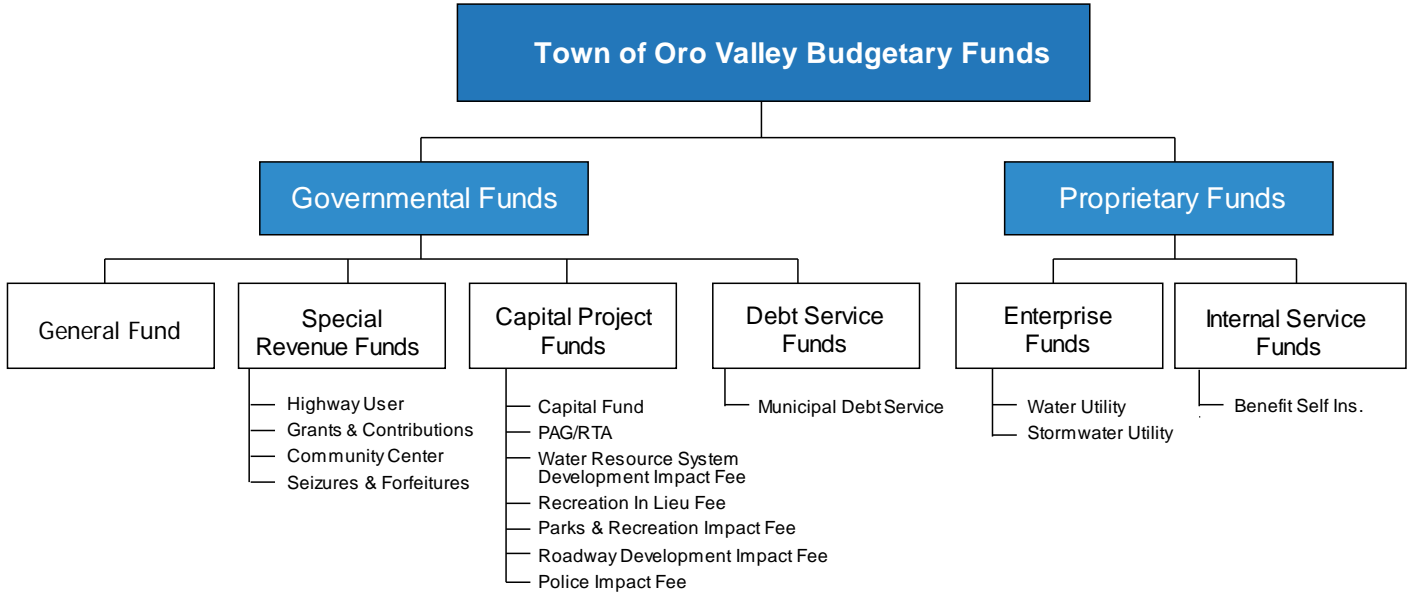 Town of Oro Valley Budgetary Funds
Governmental Funds
Proprietary Funds
General Fund
Special
Revenue Funds
Capital Project
Funds
Debt Service
Funds
Enterprise
Funds
Internal Service
Funds
Highway User
Grants & Contributions
Community Center
Seizures & Forfeitures
Capital Fund
PAG/RTA
Water Resource System
Development Impact Fee
Recreation In Lieu Fee
Parks & Recreation Impact Fee
Roadway Development Impact Fee
Police Impact Fee
Municipal Debt Service
Water Utility
Stormwater Utility
Benefit Self Ins.